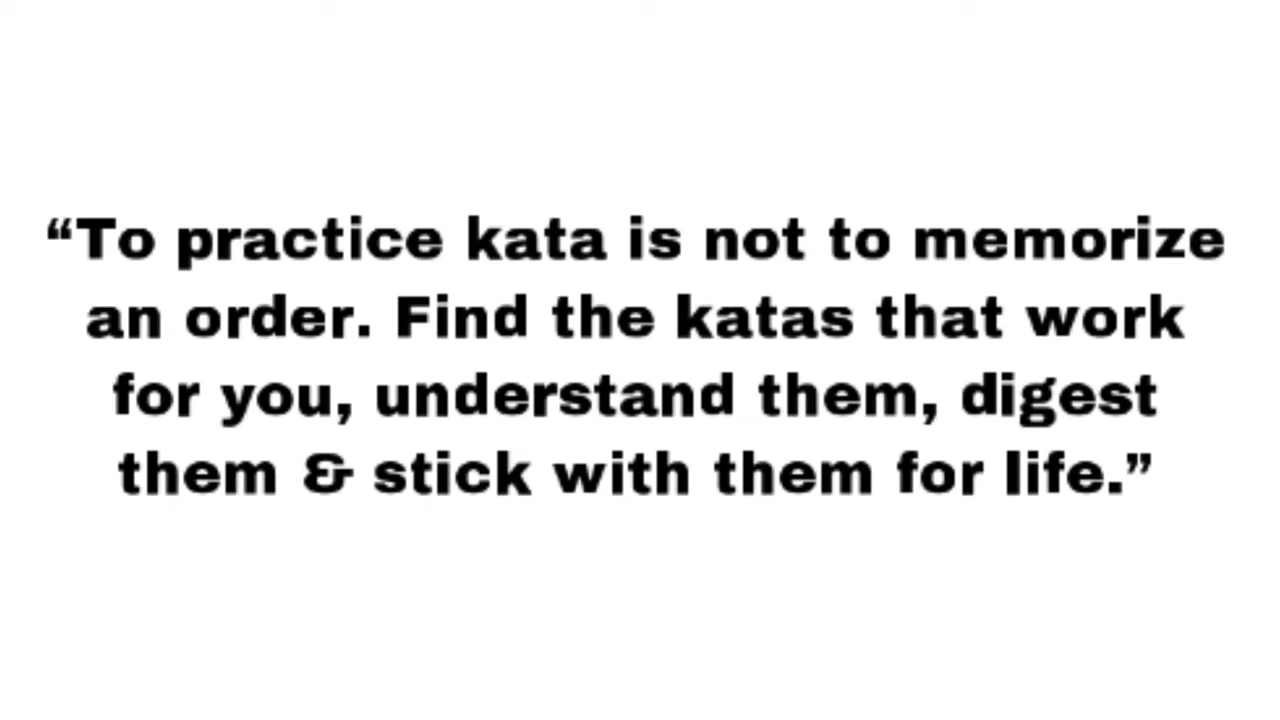 “To practice kata is not to memorize
an order. Find the katas that work
for you, understand them, digest
them & stick with them for life.”